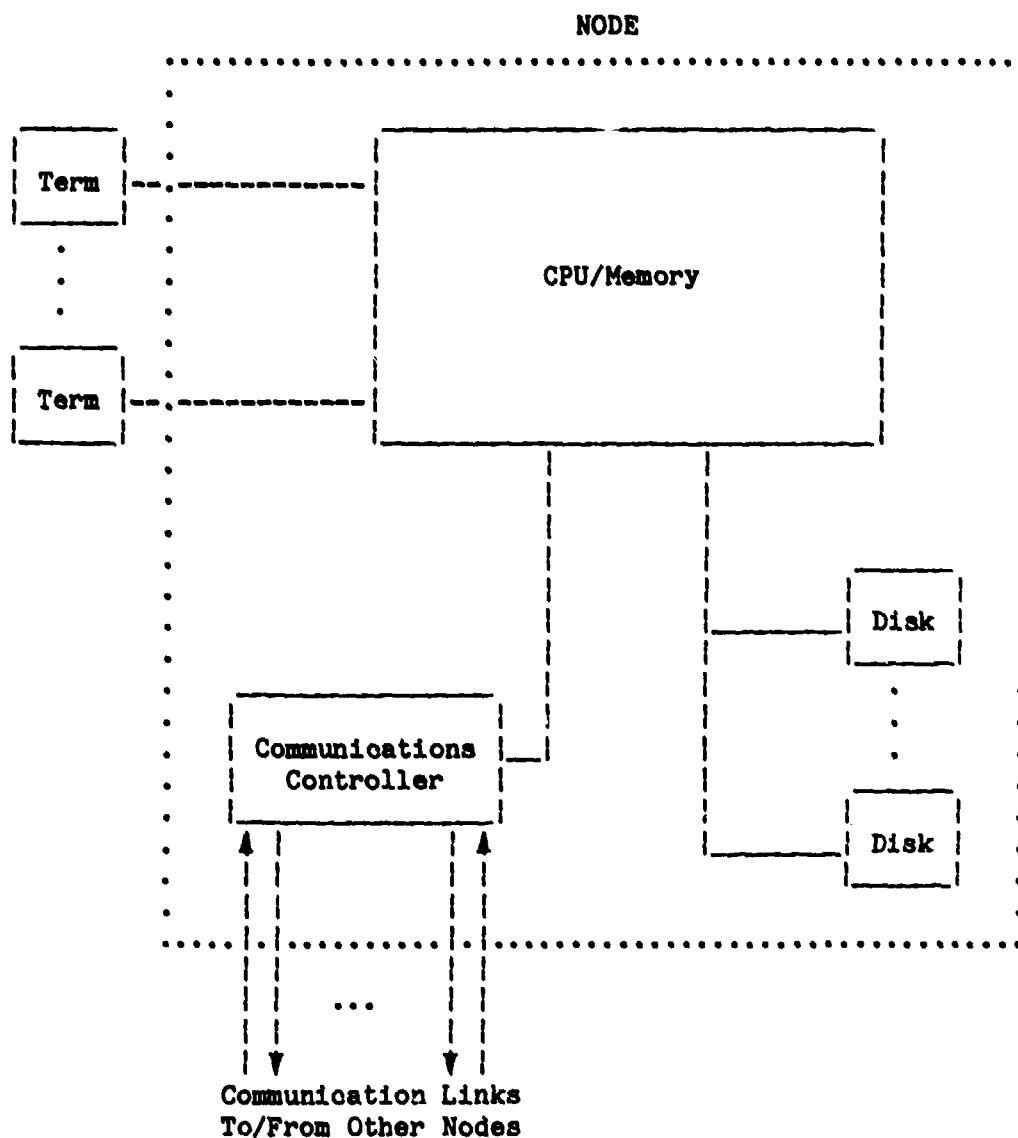 NODE
Term
CPU/Memory
Term
Disk
Communications
Controller
Disk
...
Communication Links
To/From Other Nodes